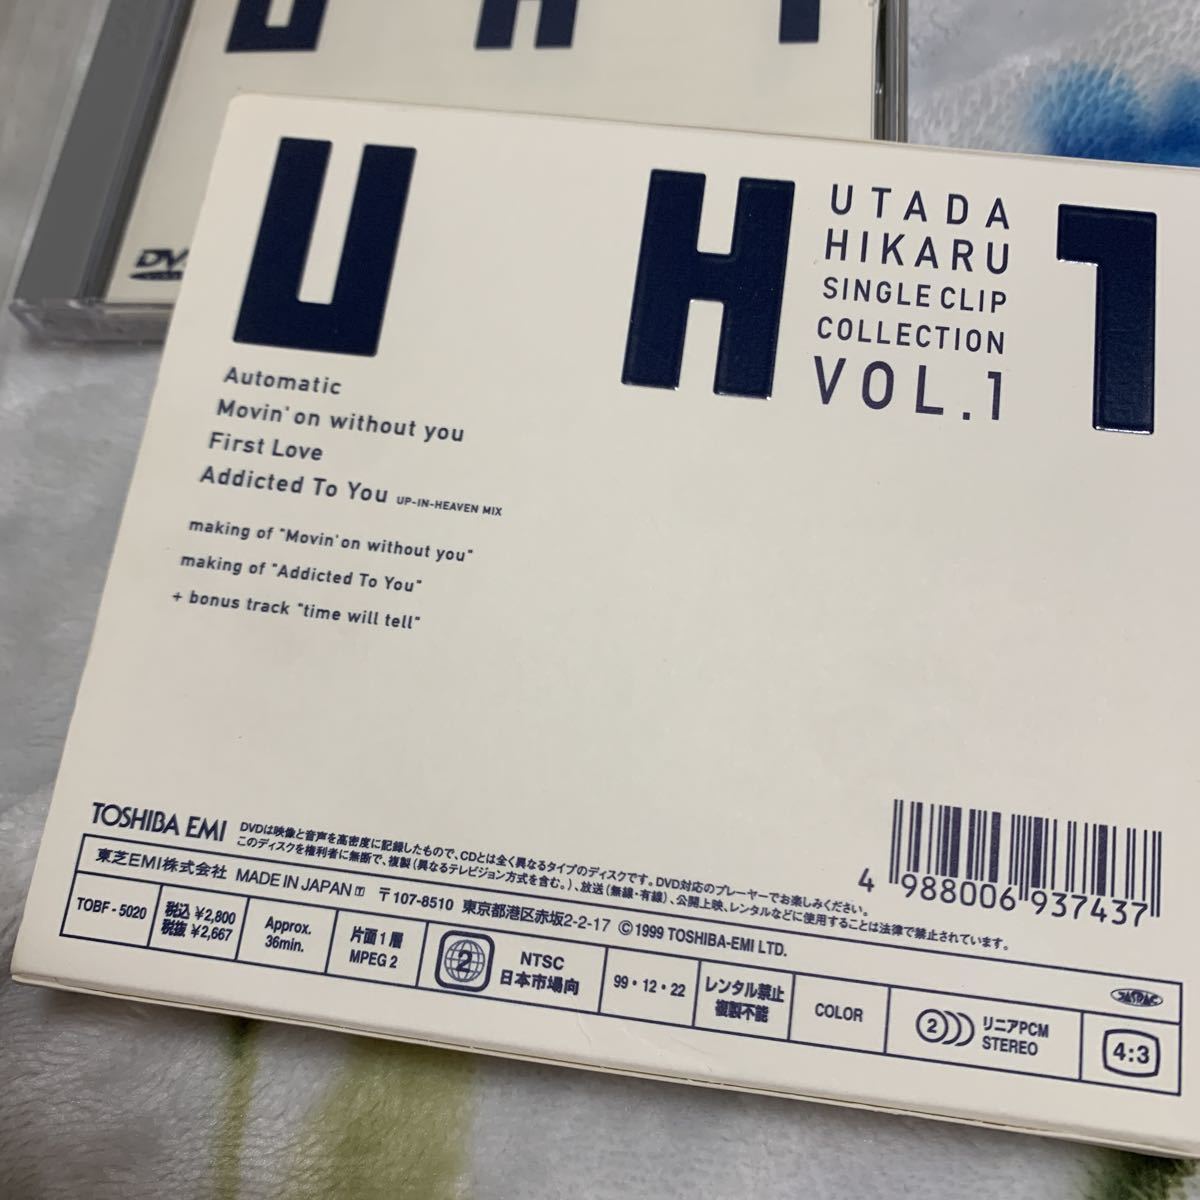 U H 1
DV
U H 1
UTADA
HIKARU
SINGLE CLIP
COLLECTION
VOL.1
Automatic
Movin' on without you
First Love
Addicted To You UP-IN-HEAVEN MIX
making of "Movin' on without you"
making of "Addicted To You"
+ bonus track "time will tell"
4 988006 937437
TOSHIBA EMI
DVDは映像と音声を高密度に記録したもので、CDとは全く異なるタイプのディスクです。DVD対応のプレーヤーでお楽しみください。
このディスクを権利者に無断で、複製(異なるテレビジョン方式を含む。)、放送(無線・有線)、公開上映、レンタルなどに使用することは法律で禁止されています。
東芝EMI株式会社 MADE IN JAPAN T 〒107-8510 東京都港区赤坂2-2-17 ©1999 TOSHIBA-EMI LTD.
JASRAC
TOBF-5020
税込¥2,800
税抜¥2,667
Approx.
36min.
片面1層
MPEG 2
2
NTSC
日本市場向
99・12・22
レンタル禁止
複製不能
COLOR
2
リニアPCM
STEREO
4:3